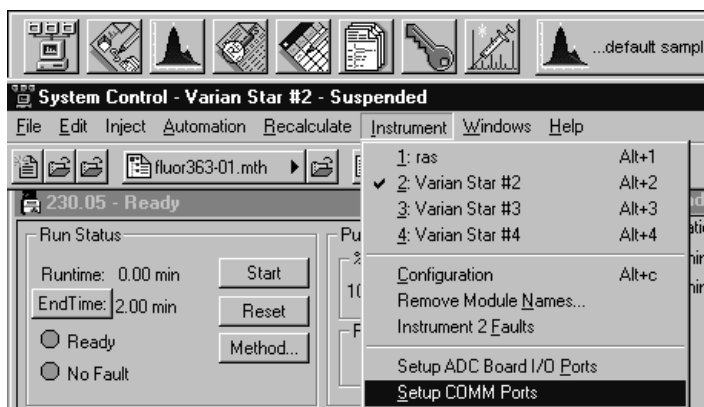 ...default sampl
System Control - Varian Star #2 - Suspended
File Edit Inject Automation Recalculate Instrument Windows Help
fluor363-01.mth
230.05 - Ready
Run Status
Runtime: 0.00 min
Start
EndTime: 2.00 min
Reset
Ready
Method...
No Fault
Pu
%
10
F
1: ras Alt+1
2: Varian Star #2 Alt+2
3: Varian Star #3 Alt+3
4: Varian Star #4 Alt+4
Configuration Alt+c
Remove Module Names...
Instrument 2 Faults
Setup ADC Board I/O Ports
Setup COMM Ports